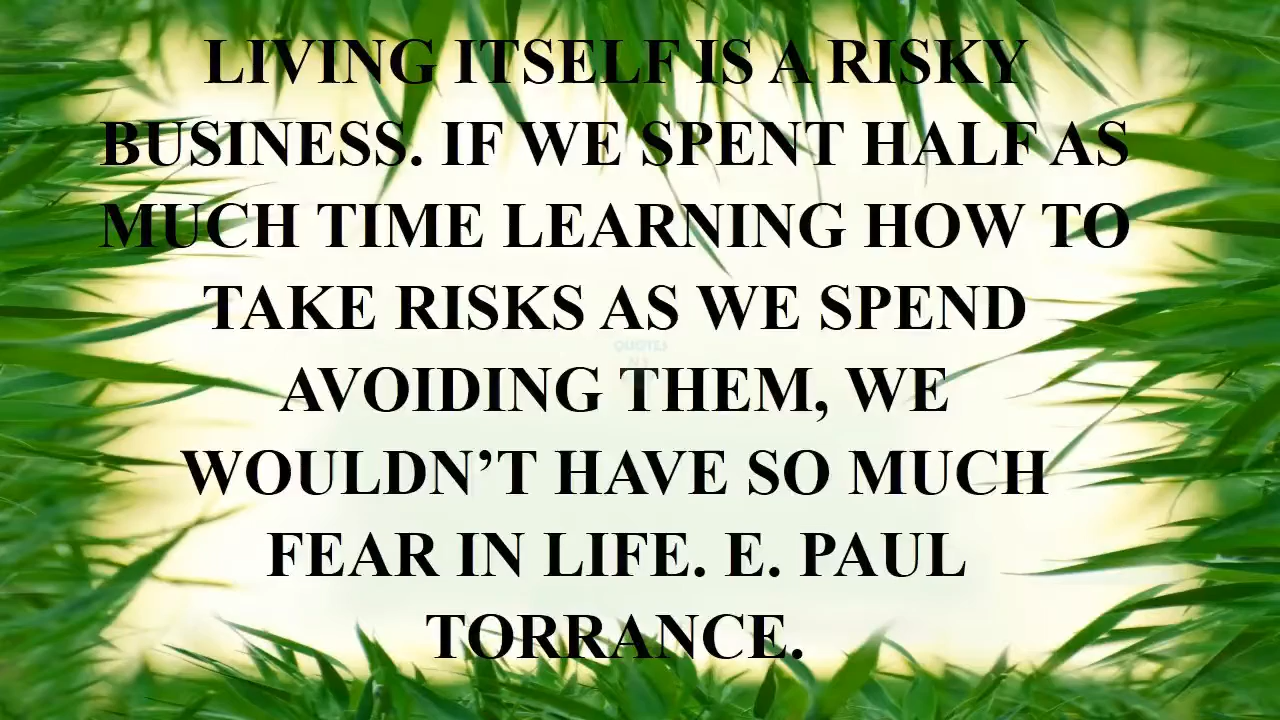 LIVING ITSELF IS A RISKY
BUSINESS. IF WE SPENT HALF AS
MUCH TIME LEARNING HOW TO
TAKE RISKS AS WE SPEND
QUOTES
AVOIDING THEM, WE
WOULDN’T HAVE SO MUCH
FEAR IN LIFE. E. PAUL
TORRANCE.